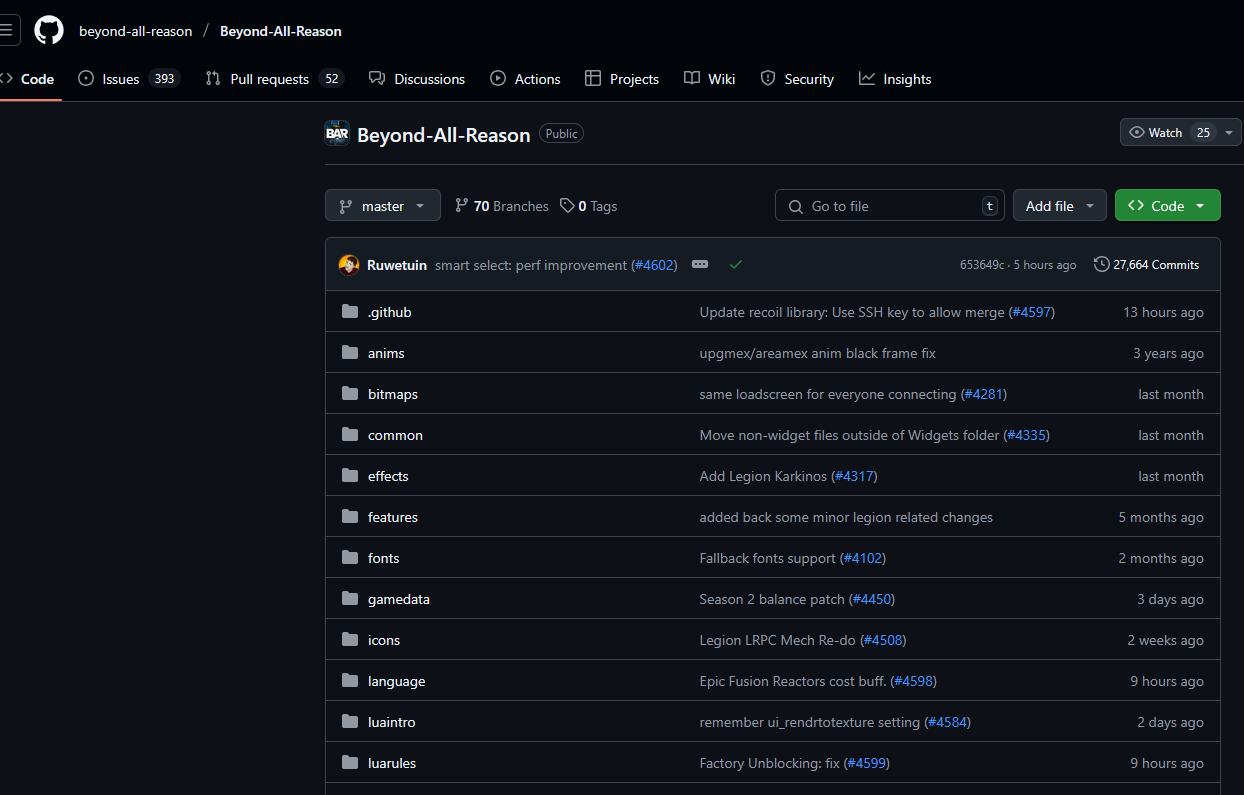 beyond-all-reason / Beyond-All-Reason
Code Issues 393 Pull requests 52 Discussions Actions Projects Wiki Security Insights
BAR Beyond-All-Reason Public Watch 25
master 70 Branches 0 Tags Go to file t Add file Code
Ruwetuin smart select: perf improvement (#4602) 653649c · 5 hours ago 27,664 Commits
.github Update recoil library: Use SSH key to allow merge (#4597) 13 hours ago
anims upgmex/areamex anim black frame fix 3 years ago
bitmaps same loadscreen for everyone connecting (#4281) last month
common Move non-widget files outside of Widgets folder (#4335) last month
effects Add Legion Karkinos (#4317) last month
features added back some minor legion related changes 5 months ago
fonts Fallback fonts support (#4102) 2 months ago
gamedata Season 2 balance patch (#4450) 3 days ago
icons Legion LRPC Mech Re-do (#4508) 2 weeks ago
language Epic Fusion Reactors cost buff. (#4598) 9 hours ago
luaintro remember ui_rendrtotexture setting (#4584) 2 days ago
luarules Factory Unblocking: fix (#4599) 9 hours ago